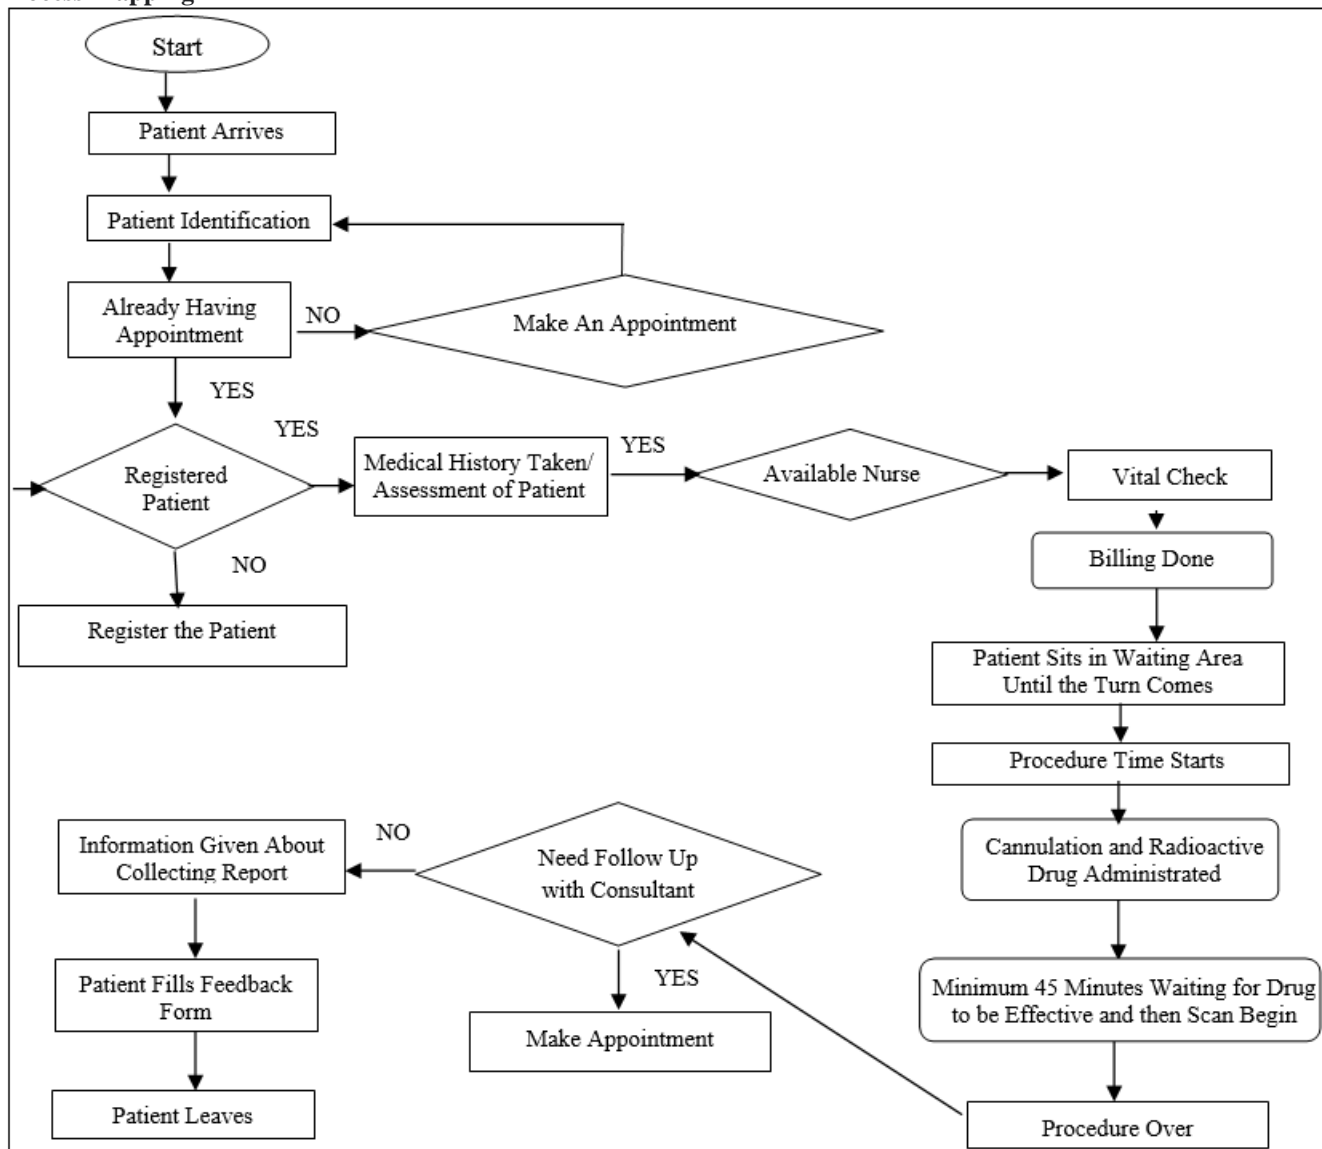 Start
Patient Arrives
Patient Identification
Already Having
Appointment
NO
Make An Appointment
YES
Registered
Patient
YES
Medical History Taken/
Assessment of Patient
YES
Available Nurse
Vital Check
NO
Register the Patient
Billing Done
Patient Sits in Waiting Area
Until the Turn Comes
Procedure Time Starts
Cannulation and Radioactive
Drug Administrated
Minimum 45 Minutes Waiting for Drug
to be Effective and then Scan Begin
Procedure Over
Need Follow Up
with Consultant
YES
Make Appointment
NO
Information Given About
Collecting Report
Patient Fills Feedback
Form
Patient Leaves